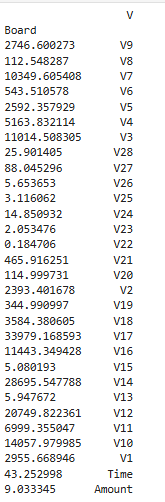 V
Board
2746.600273 V9
112.548287 V8
10349.605408 V7
543.510578 V6
2592.357929 V5
5163.832114 V4
11014.508305 V3
25.901405 V28
88.045296 V27
5.653653 V26
3.116062 V25
14.850932 V24
2.053476 V23
0.184706 V22
465.916251 V21
114.999731 V20
2393.401678 V2
344.990997 V19
3584.380605 V18
33979.168593 V17
11443.349428 V16
5.080193 V15
28695.547788 V14
5.947672 V13
20749.822361 V12
6999.355047 V11
14057.979985 V10
2955.668946 V1
43.252998 Time
9.033345 Amount